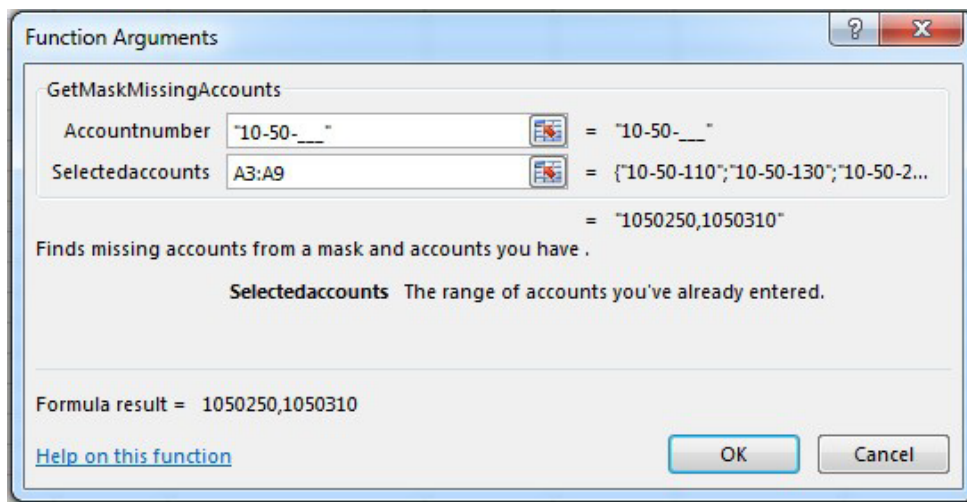 Function Arguments
GetMaskMissingAccounts
Accountnumber "10-50-___" = "10-50-___"
Selectedaccounts A3:A9 = {"10-50-110";"10-50-130";"10-50-2...
= "1050250,1050310"
Finds missing accounts from a mask and accounts you have .
Selectedaccounts The range of accounts you've already entered.
Formula result = 1050250,1050310
Help on this function
OK
Cancel